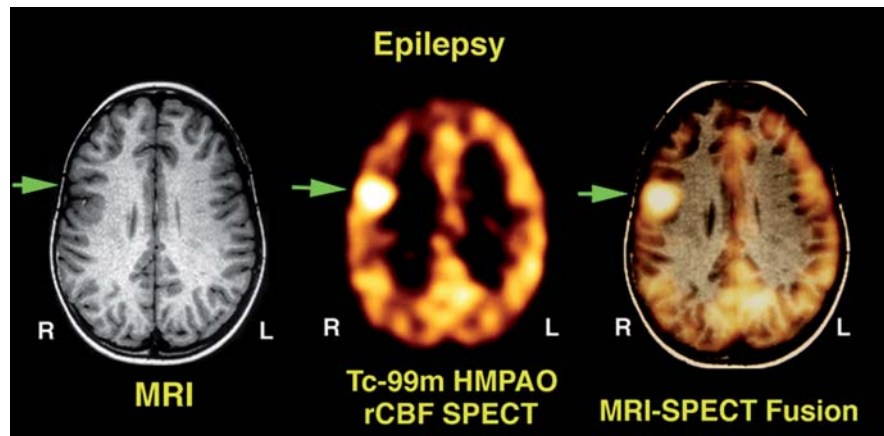 Epilepsy
R L
R L
R L
MRI
Tc-99m HMPAO
rCBF SPECT
MRI-SPECT Fusion